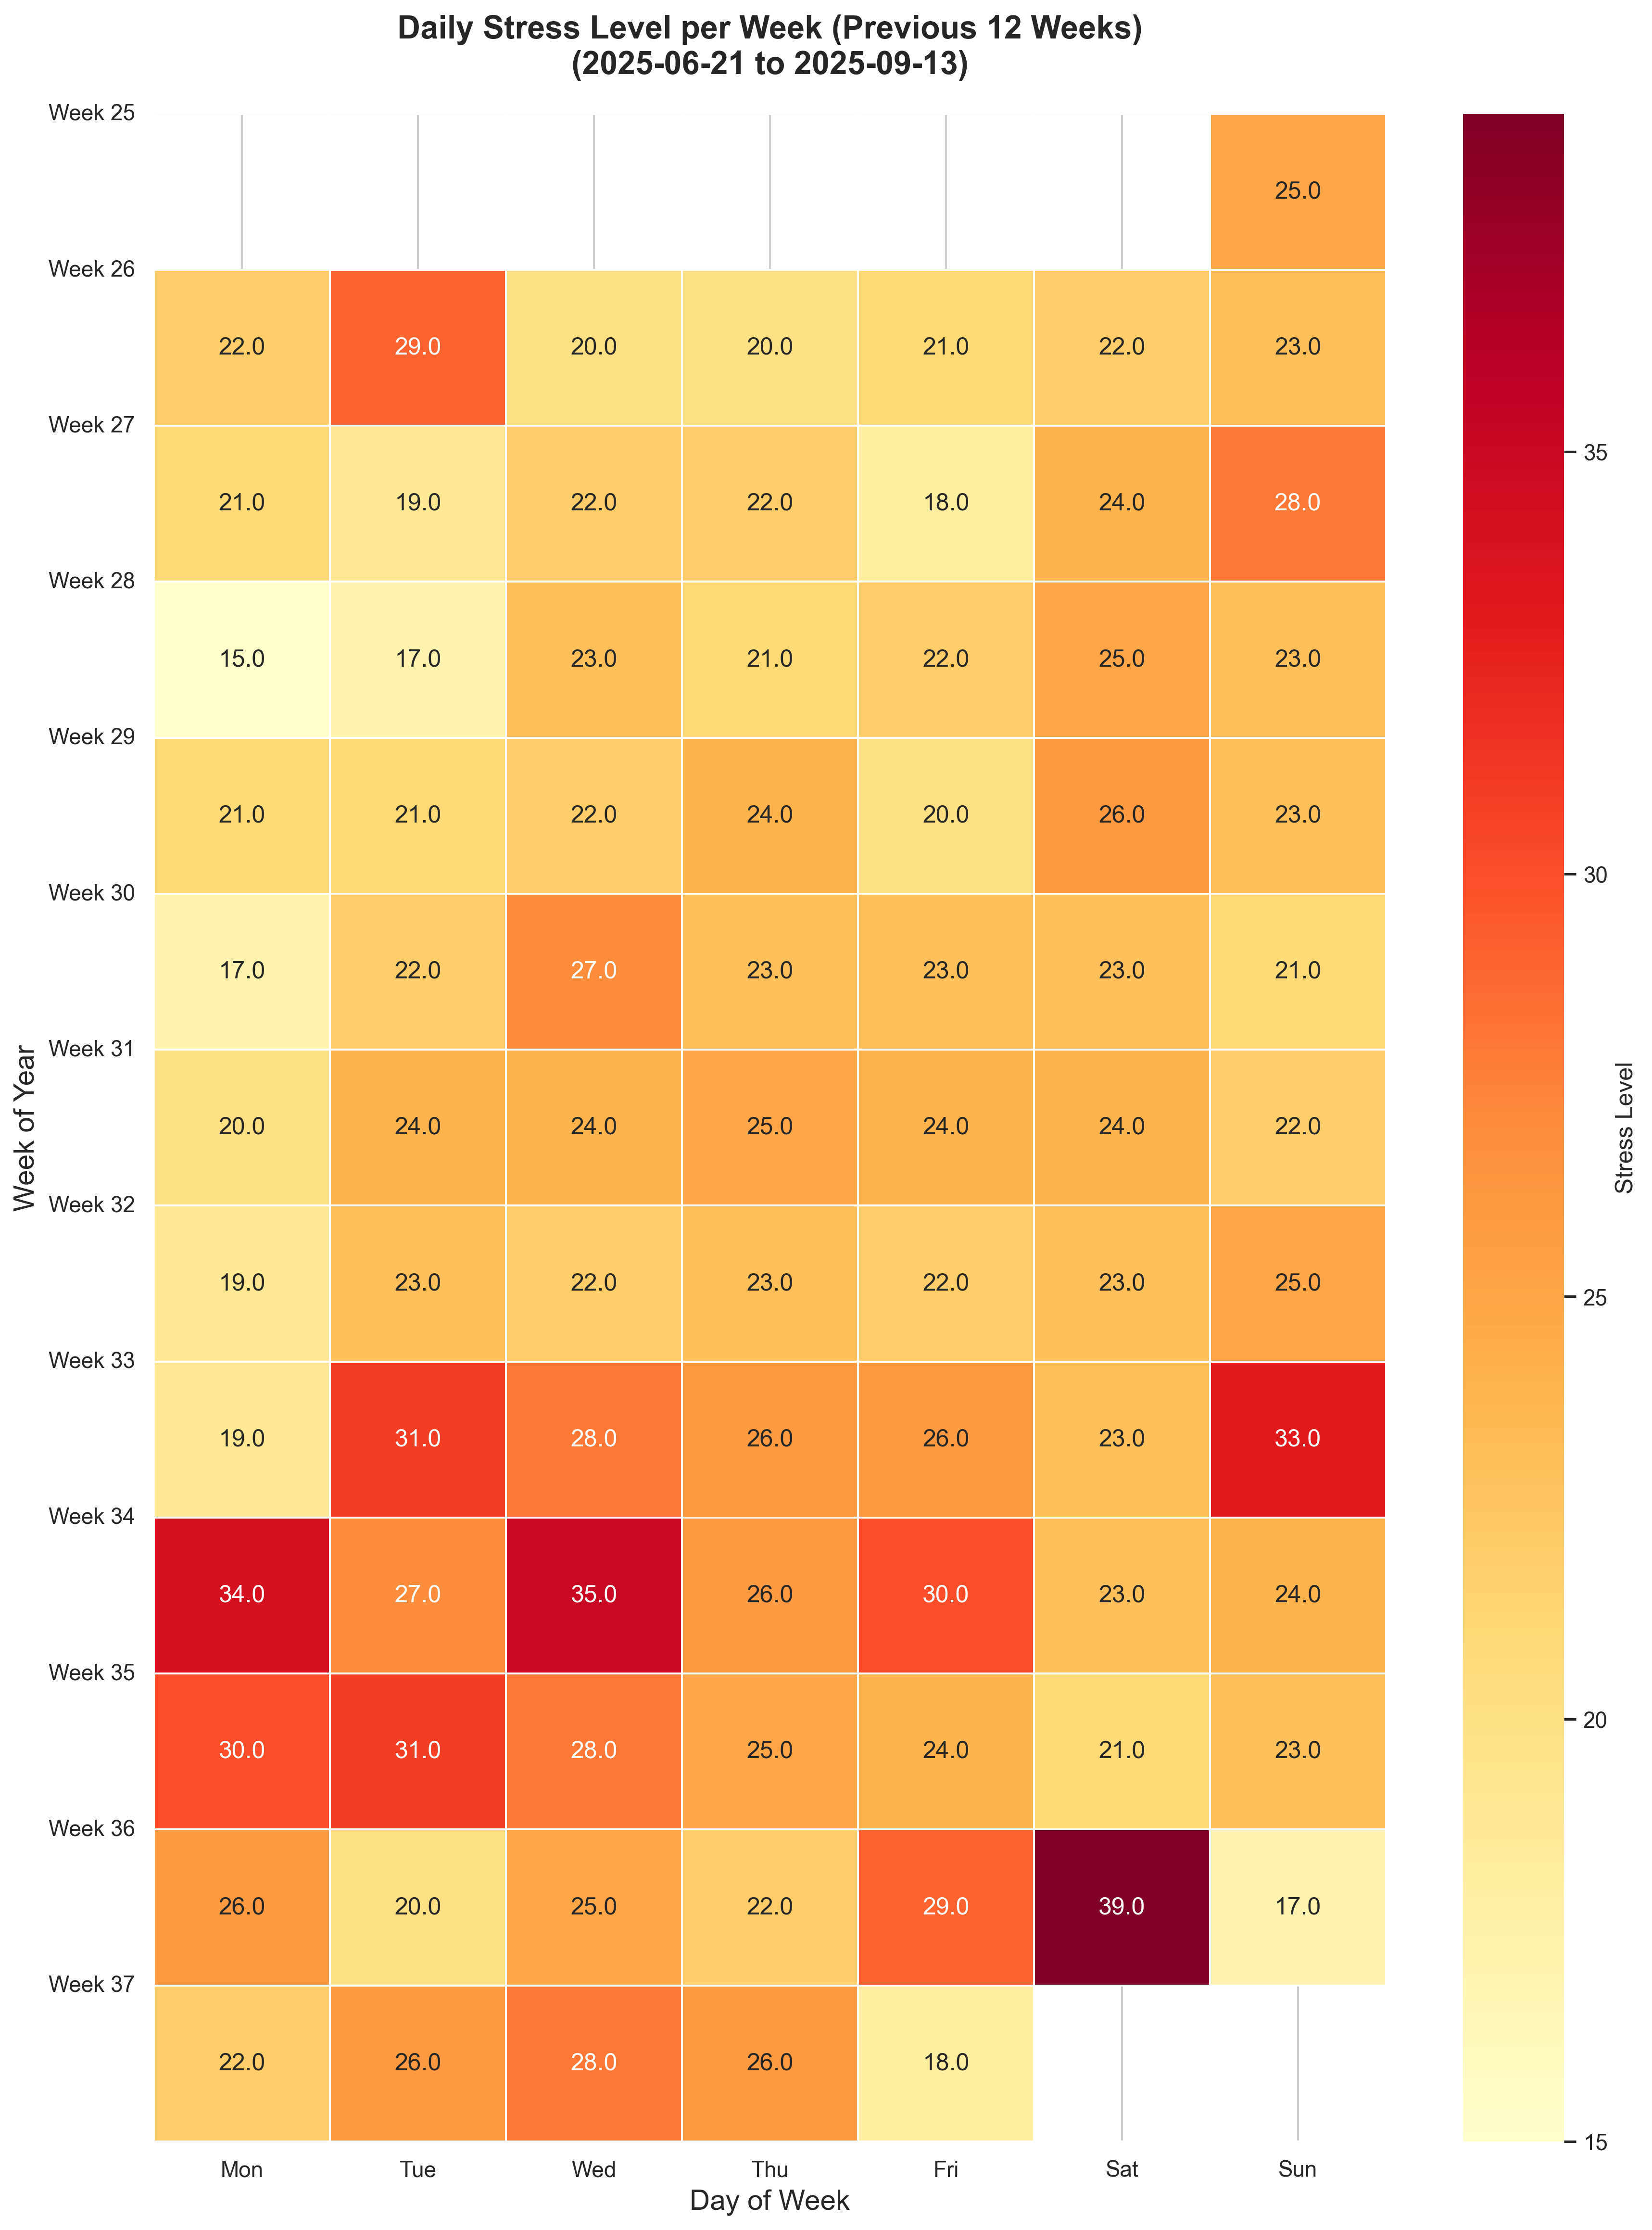 Daily Stress Level per Week (Previous 12 Weeks)
(2025-06-21 to 2025-09-13)
Week 25
25.0
Week 26
22.0 29.0 20.0 20.0 21.0 22.0 23.0
Week 27
35
21.0 19.0 22.0 22.0 18.0 24.0 28.0
Week 28
15.0 17.0 23.0 21.0 22.0 25.0 23.0
Week 29
21.0 21.0 22.0 24.0 20.0 26.0 23.0
30
Week 30
17.0 22.0 27.0 23.0 23.0 23.0 21.0
Week 31
Week of Year
Stress Level
20.0 24.0 24.0 25.0 24.0 24.0 22.0
Week 32
19.0 23.0 22.0 23.0 22.0 23.0 25.0
25
Week 33
19.0 31.0 28.0 26.0 26.0 23.0 33.0
Week 34
34.0 27.0 35.0 26.0 30.0 23.0 24.0
Week 35
20
30.0 31.0 28.0 25.0 24.0 21.0 23.0
Week 36
26.0 20.0 25.0 22.0 29.0 39.0 17.0
Week 37
22.0 26.0 28.0 26.0 18.0
15
Mon Tue Wed Thu Fri Sat Sun
Day of Week